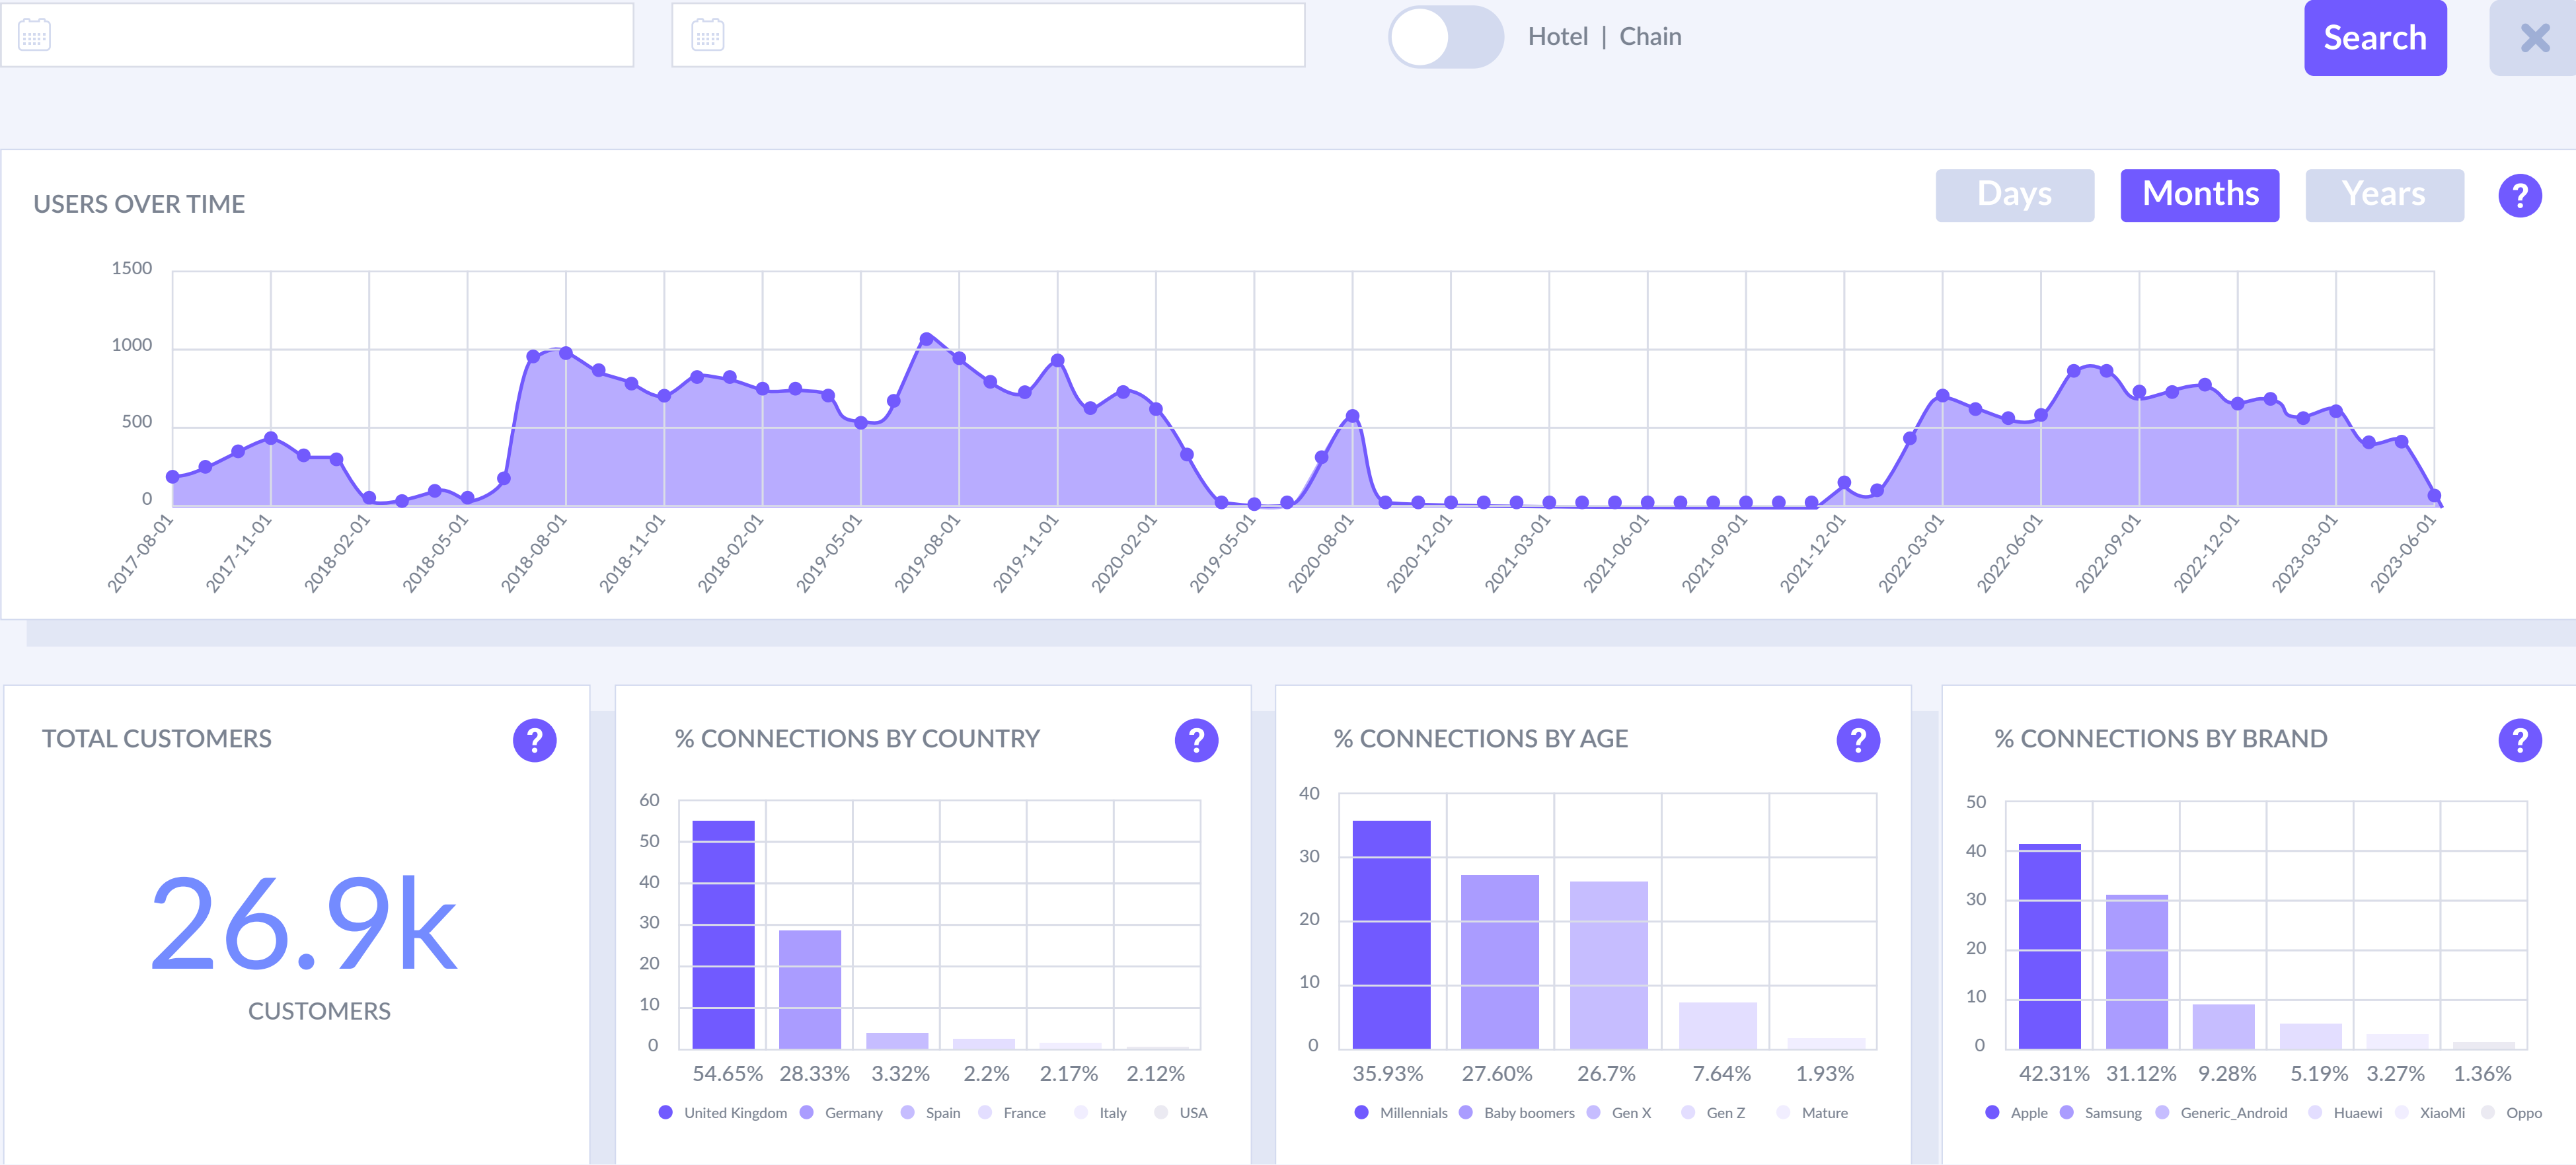 Hotel | Chain
Search
USERS OVER TIME
Days
Months
Years
?
1500
1000
500
0
2017-08-01
2017-11-01
2018-02-01
2018-05-01
2018-08-01
2018-11-01
2018-02-01
2019-05-01
2019-08-01
2019-11-01
2020-02-01
2019-05-01
2020-08-01
2020-12-01
2021-03-01
2021-06-01
2021-09-01
2021-12-01
2022-03-01
2022-06-01
2022-09-01
2022-12-01
2023-03-01
2023-06-01
TOTAL CUSTOMERS
?
26.9k
CUSTOMERS
% CONNECTIONS BY COUNTRY
?
60
50
40
30
20
10
0
54.65% 28.33% 3.32% 2.2% 2.17% 2.12%
United Kingdom Germany Spain France Italy USA
% CONNECTIONS BY AGE
?
40
30
20
10
0
35.93% 27.60% 26.7% 7.64% 1.93%
Millennials Baby boomers Gen X Gen Z Mature
% CONNECTIONS BY BRAND
?
50
40
30
20
10
0
42.31% 31.12% 9.28% 5.19% 3.27% 1.36%
Apple Samsung Generic_Android Huaewi XiaoMi Oppo